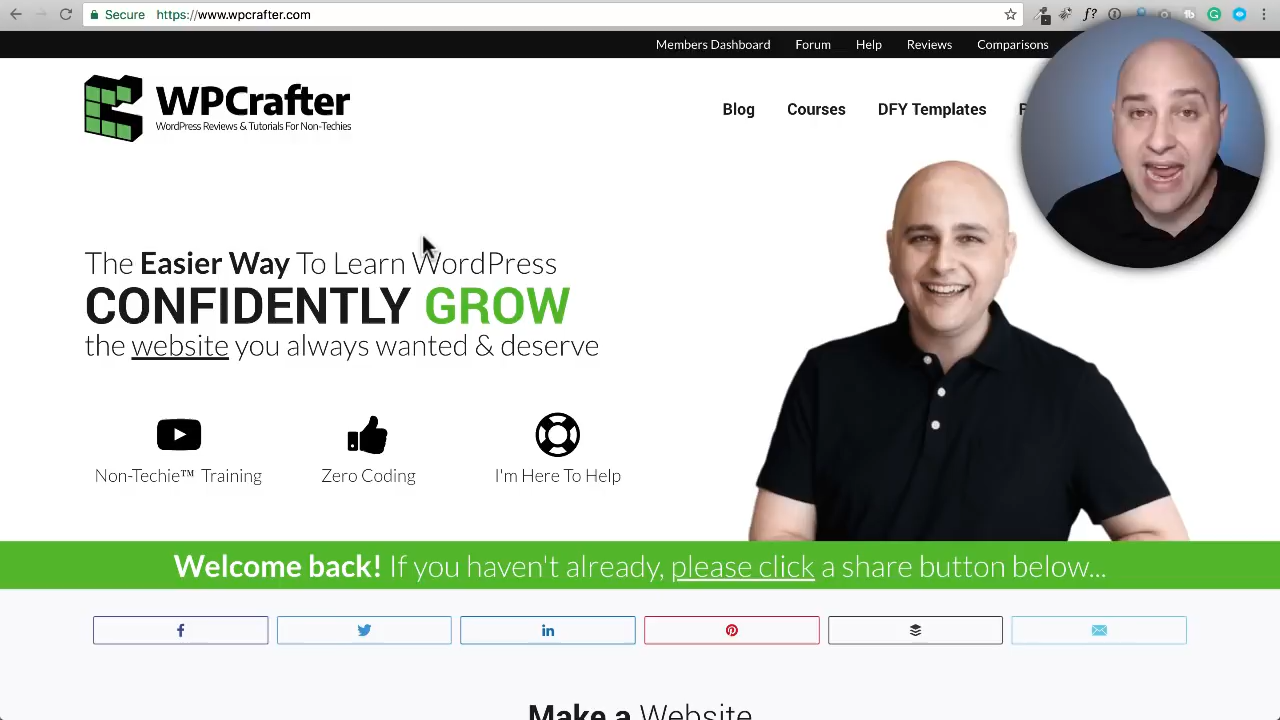 Secure https://www.wpcrafter.com
Members Dashboard Forum Help Reviews Comparisons
WPCrafter
WordPress Reviews & Tutorials For Non-Techies
Blog Courses DFY Templates
The Easier Way To Learn WordPress
CONFIDENTLY GROW
the website you always wanted & deserve
Non-Techie™ Training Zero Coding I'm Here To Help
Welcome back! If you haven't already, please click a share button below...
Make a Website